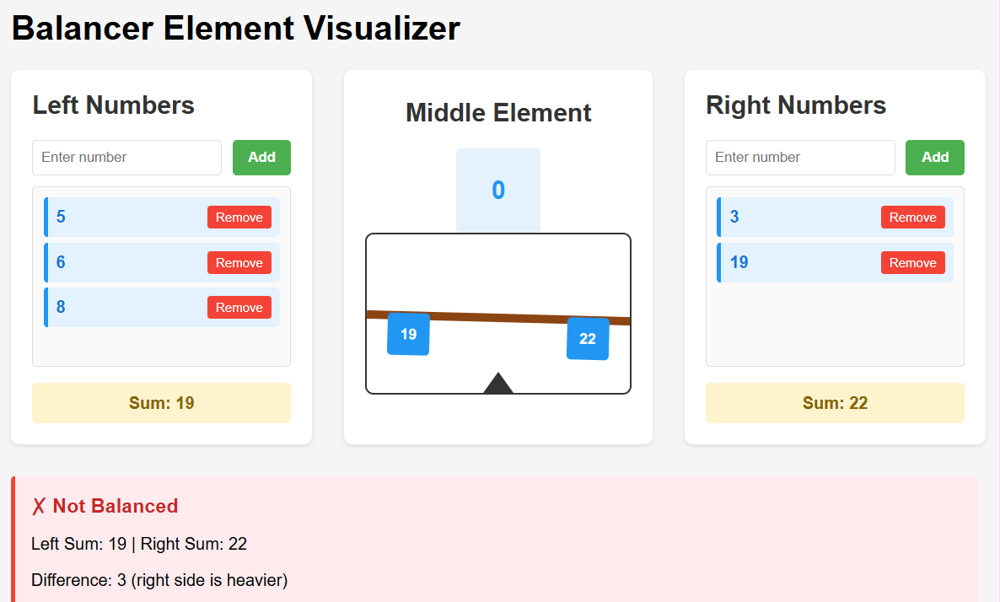 Balancer Element Visualizer
Left Numbers
Enter number
Add
5
Remove
6
Remove
8
Remove
Sum: 19
Middle Element
0
19
22
Right Numbers
Enter number
Add
3
Remove
19
Remove
Sum: 22
✗ Not Balanced
Left Sum: 19 | Right Sum: 22
Difference: 3 (right side is heavier)